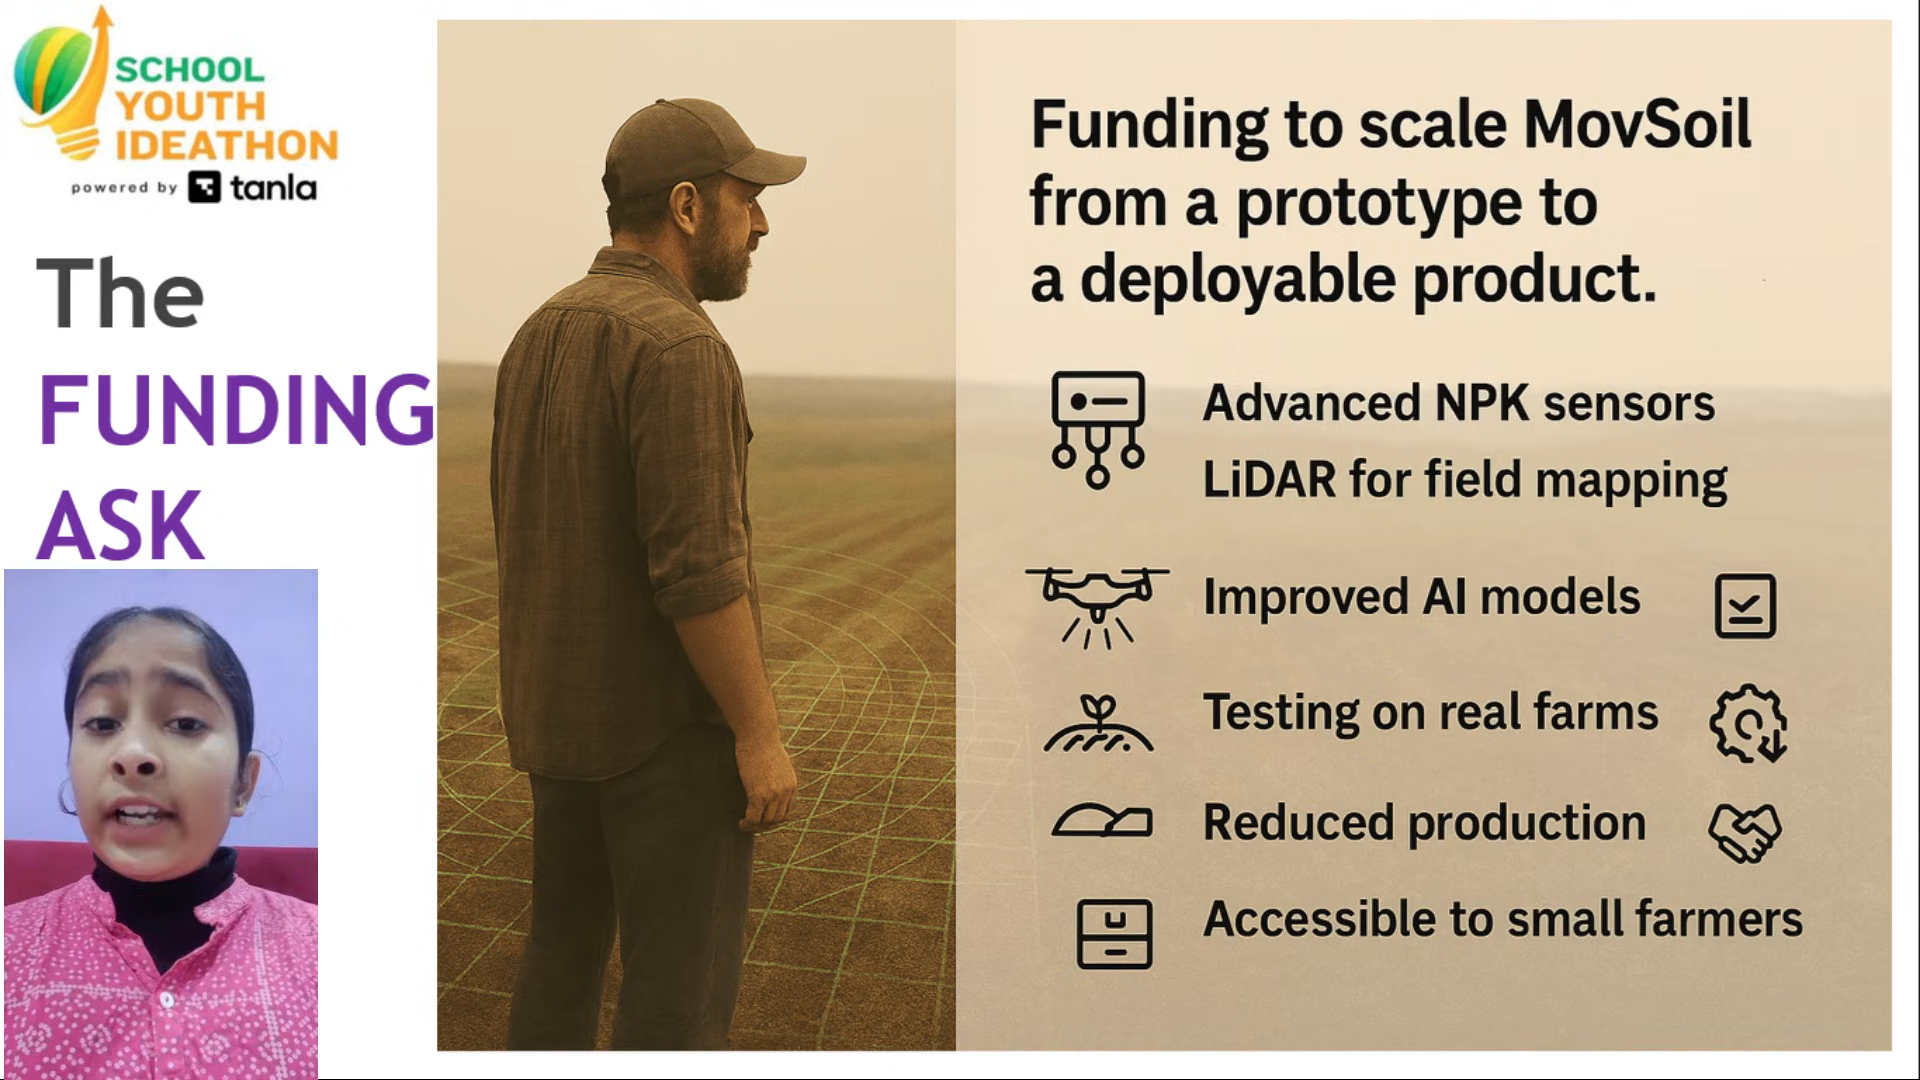 SCHOOL
YOUTH
IDEATHON
powered by tanla
The
FUNDING
ASK
Funding to scale MovSoil
from a prototype to
a deployable product.
Advanced NPK sensors
LiDAR for field mapping
Improved AI models
Testing on real farms
Reduced production
Accessible to small farmers